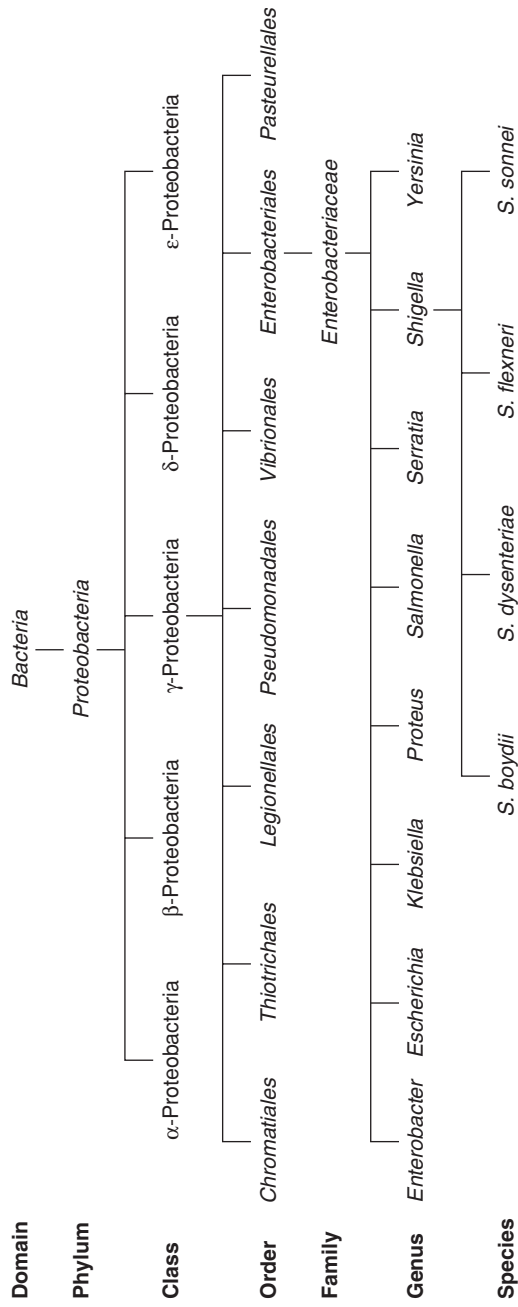 Domain Bacteria
Phylum Proteobacteria
Class α-Proteobacteria β-Proteobacteria γ-Proteobacteria δ-Proteobacteria ε-Proteobacteria
Order Chromatiales Thiotrichales Legionellales Pseudomonadales Vibrionales Enterobacteriales Pasteurellales
Family Enterobacteriaceae
Genus Enterobacter Escherichia Klebsiella Proteus Salmonella Serratia Shigella Yersinia
Species S. boydii S. dysenteriae S. flexneri S. sonnei